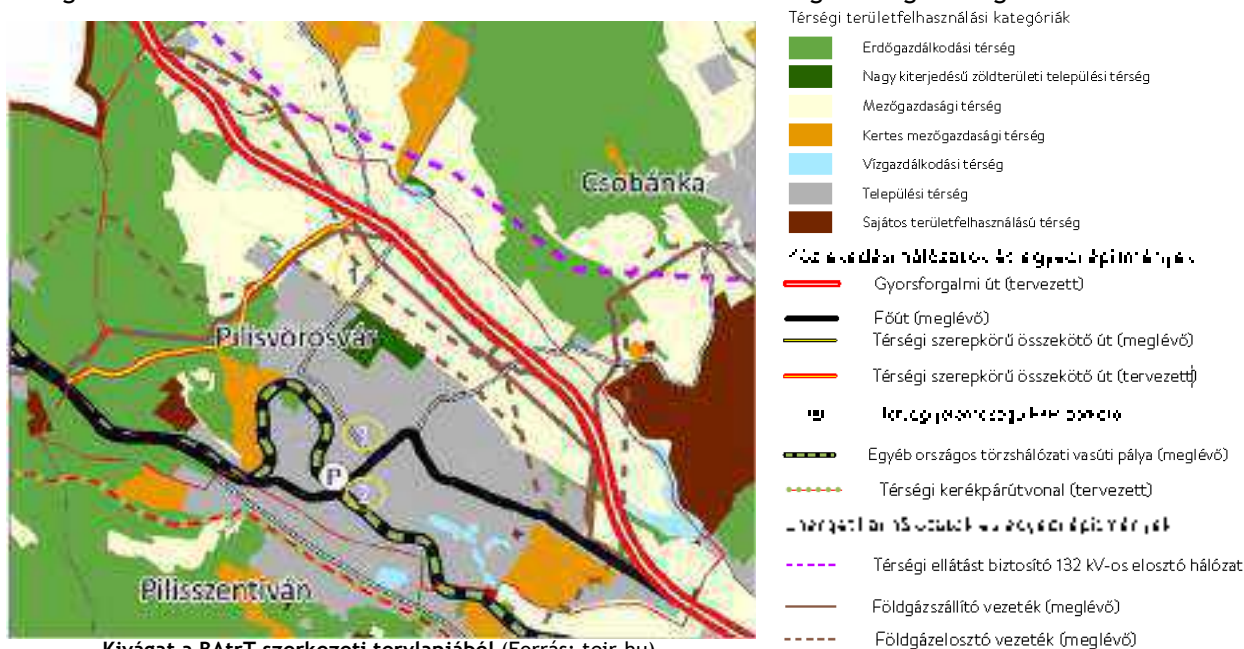 Térségi területfelhasználási kategóriák
Erdőgazdálkodási térség
Nagy kiterjedésű zöldterületi települési térség
Mezőgazdasági térség
Kertes mezőgazdasági térség
Vízgazdálkodási térség
Települési térség
Sajátos területfelhasználású térség
Gyorsforgalmi út (tervezett)
Főút (meglévő)
Térségi szerepkörű összekötő út (meglévő)
Térségi szerepkörű összekötő út (tervezett)
Egyéb országos törzshálózati vasúti pálya (meglévő)
Térségi kerékpárútvonal (tervezett)
Térségi ellátást biztosító 132 kV-os elosztó hálózat
Földgázszállító vezeték (meglévő)
Földgázelosztó vezeték (meglévő)
Csobánka
Pilisvörösvár
1
3
P
2
Pilisszentiván
Kivágat a BAtrT szerkezeti tervlapjából (Forrás: teir.hu)